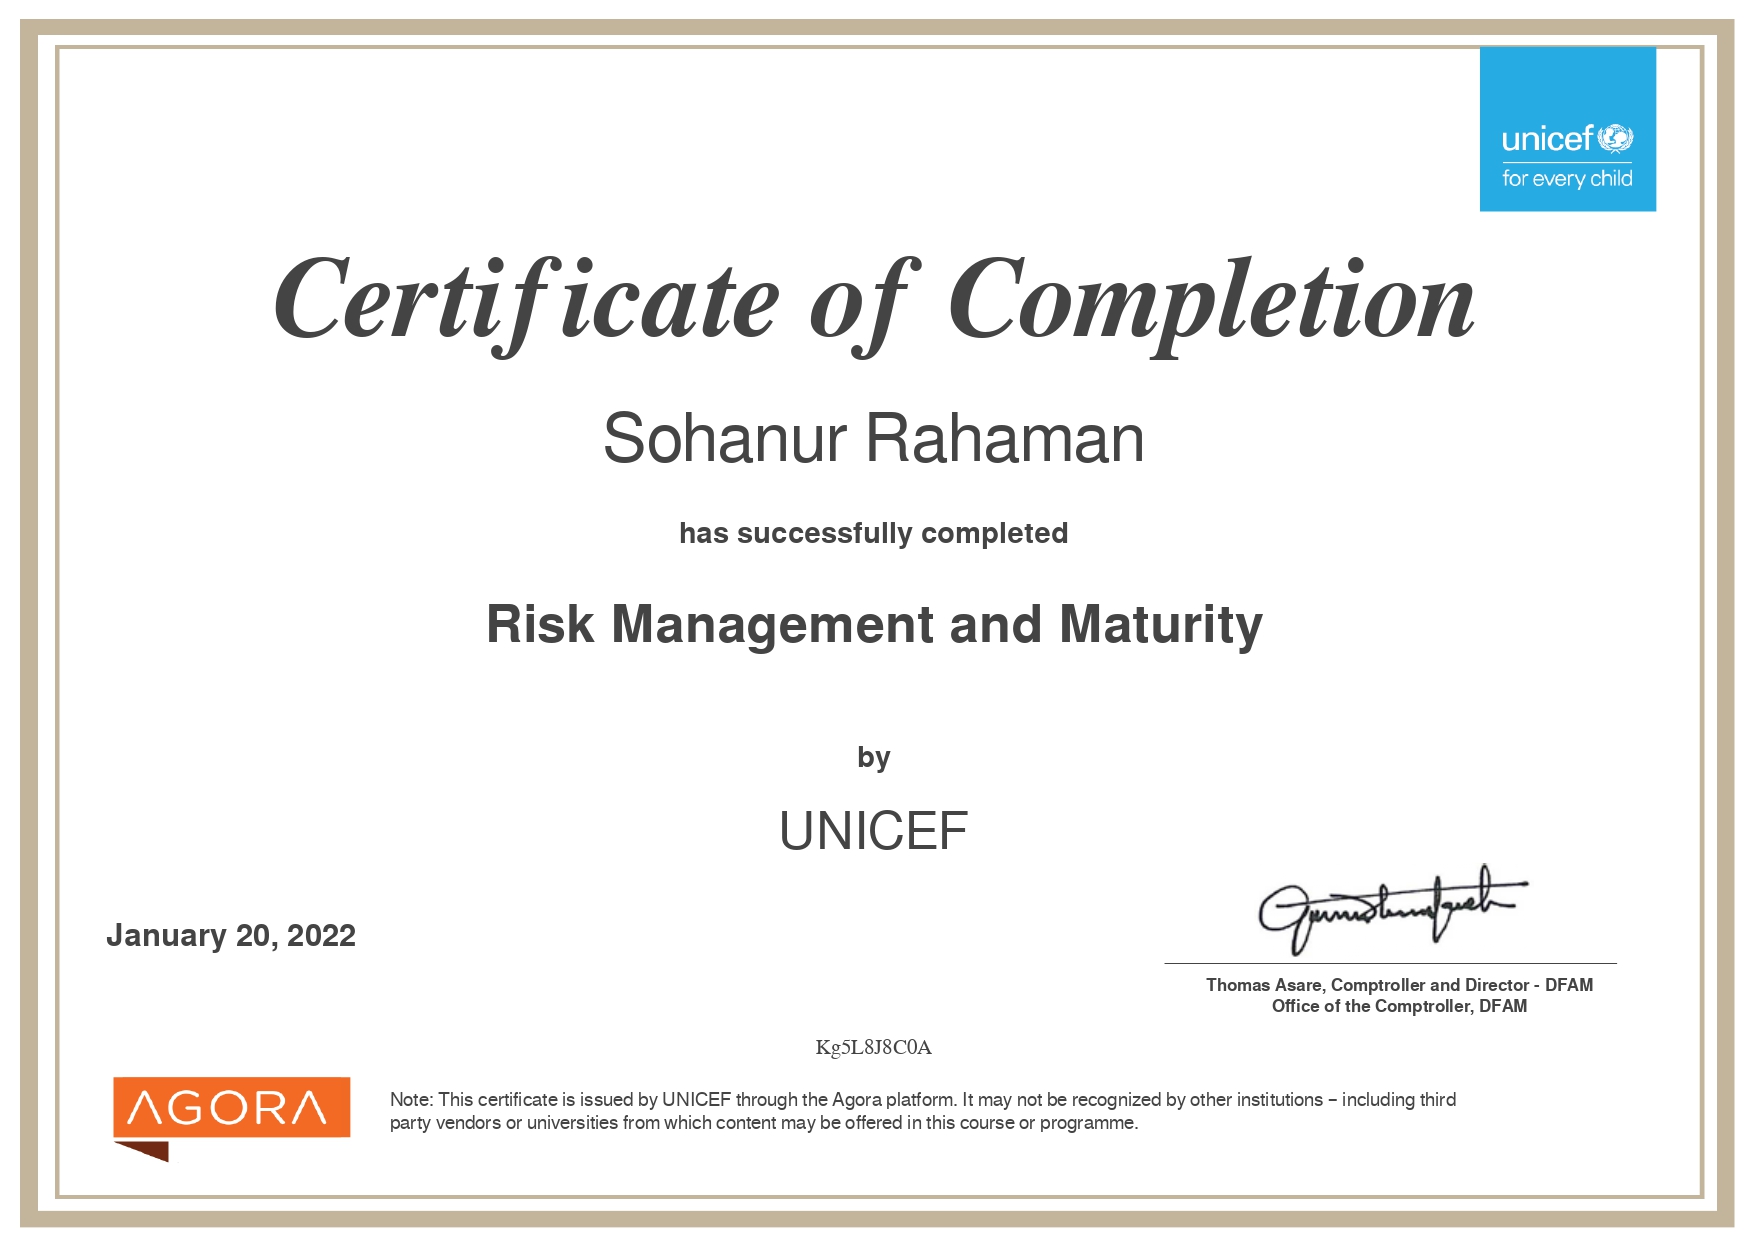 unicef
for every child
Certificate of Completion
Sohanur Rahaman
has successfully completed
Risk Management and Maturity
by
UNICEF
January 20, 2022
Thomas Asare, Comptroller and Director - DFAM
Office of the Comptroller, DFAM
Kg5L8J8C0A
AGORA
Note: This certificate is issued by UNICEF through the Agora platform. It may not be recognized by other institutions – including third
party vendors or universities from which content may be offered in this course or programme.